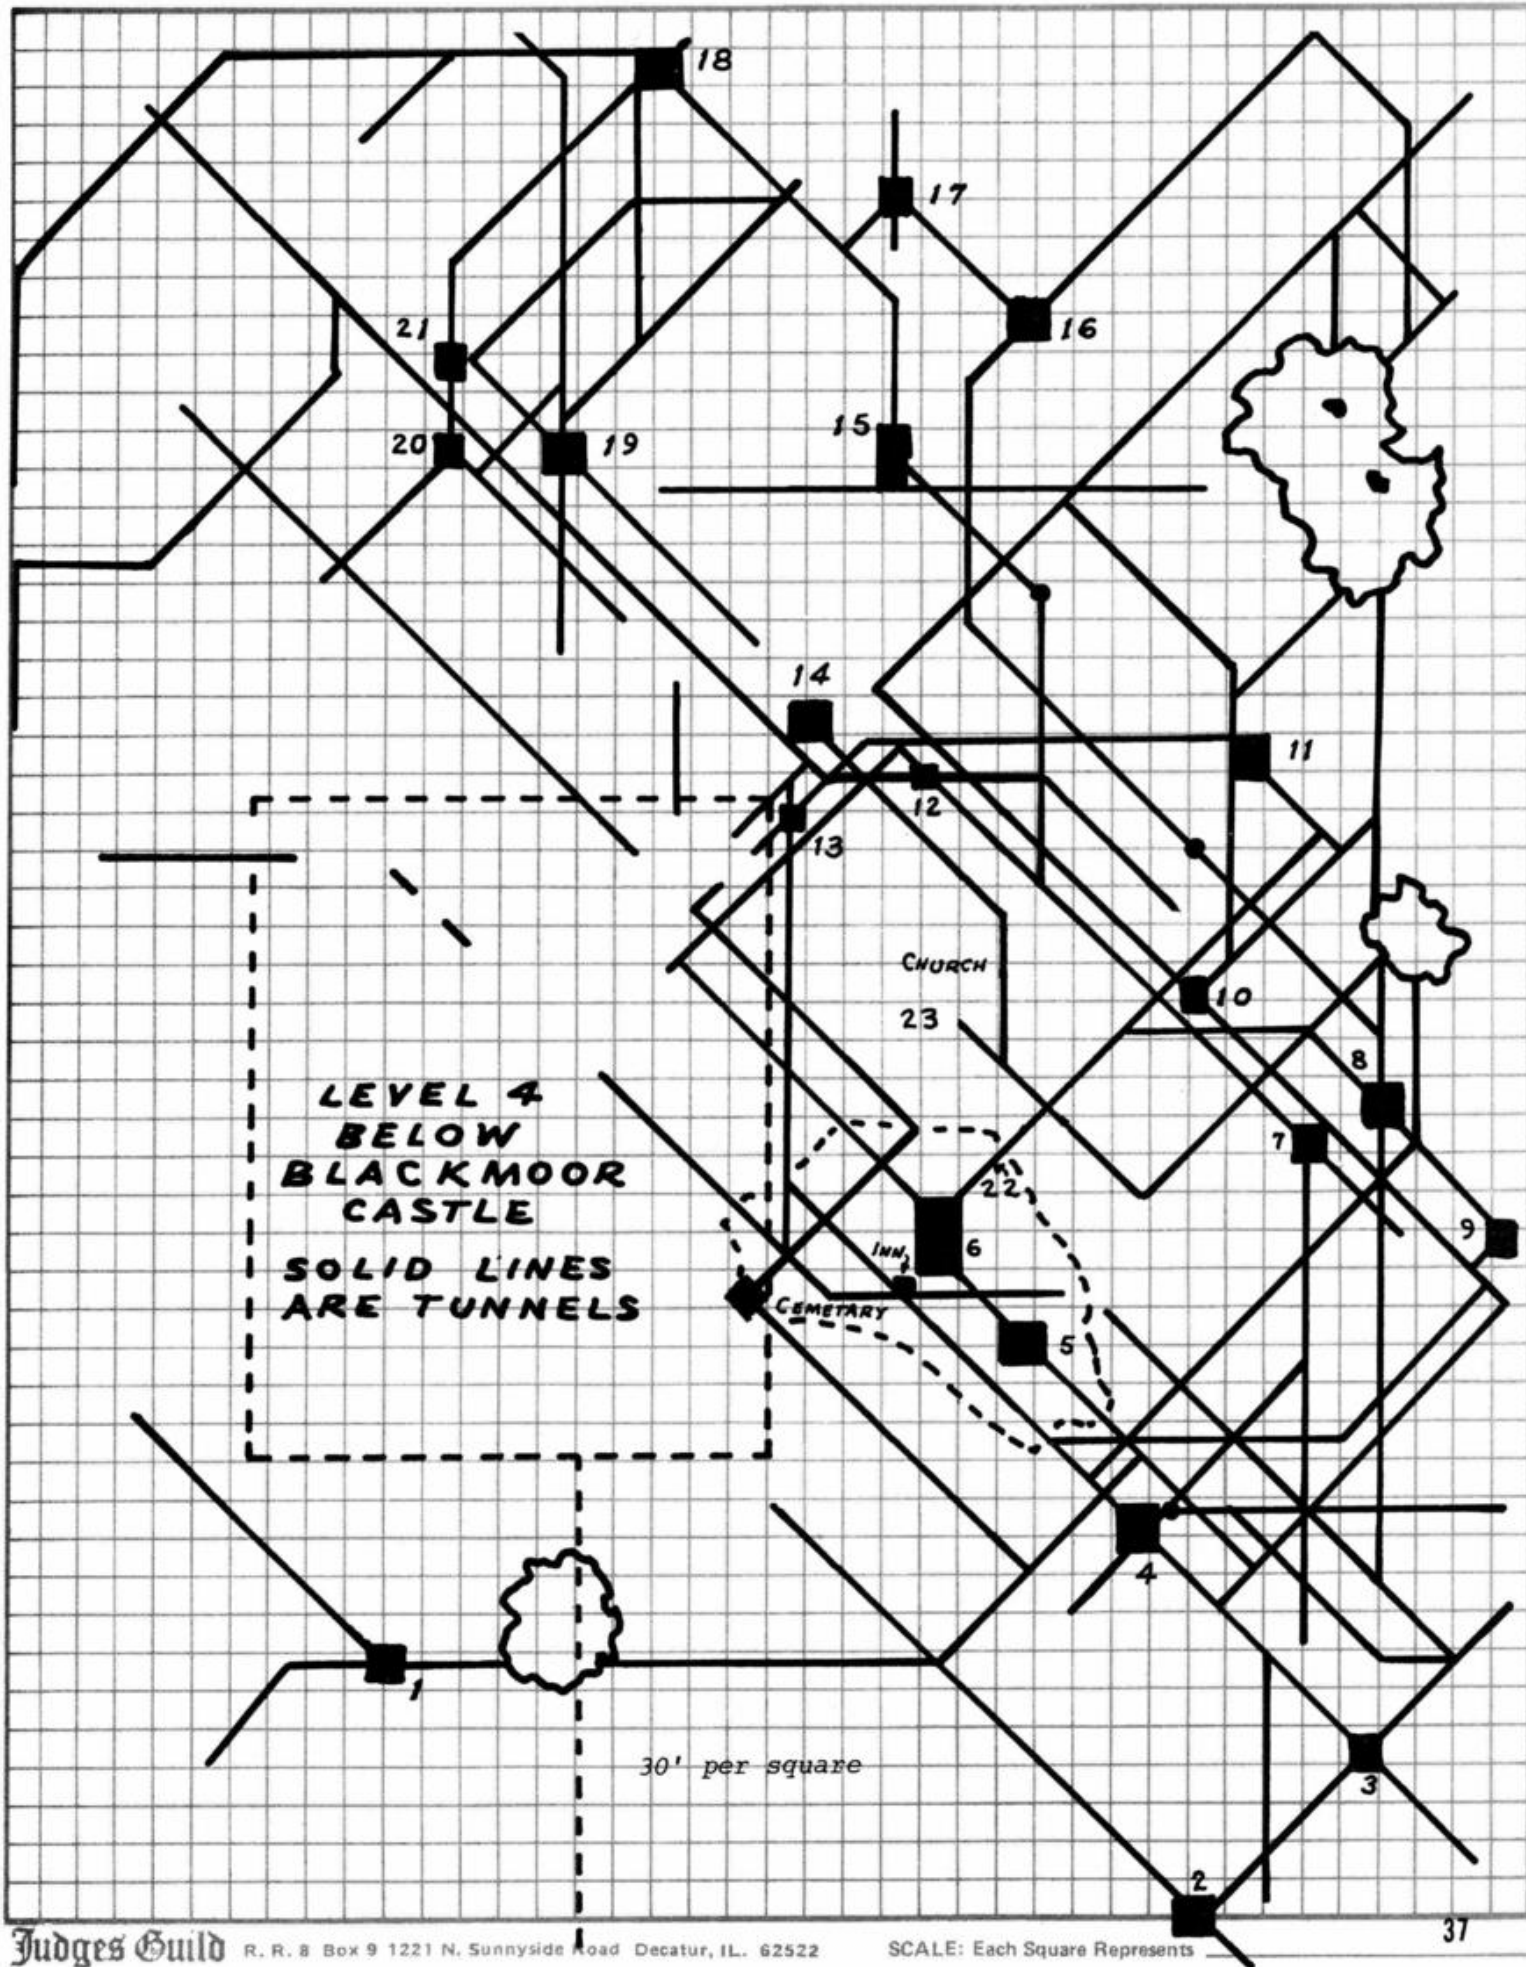 18
17
21
16
20
19
15
14
11
12
13
CHURCH
10
23
8
LEVEL 4
BELOW
BLACKMOOR
CASTLE
7
22
INN
6
9
SOLID LINES
ARE TUNNELS
CEMETARY
5
4
1
30' per square
3
2
37
Judges Guild R. R. 8 Box 9 1221 N. Sunnyside Road Decatur, IL. 62522 SCALE: Each Square Represents